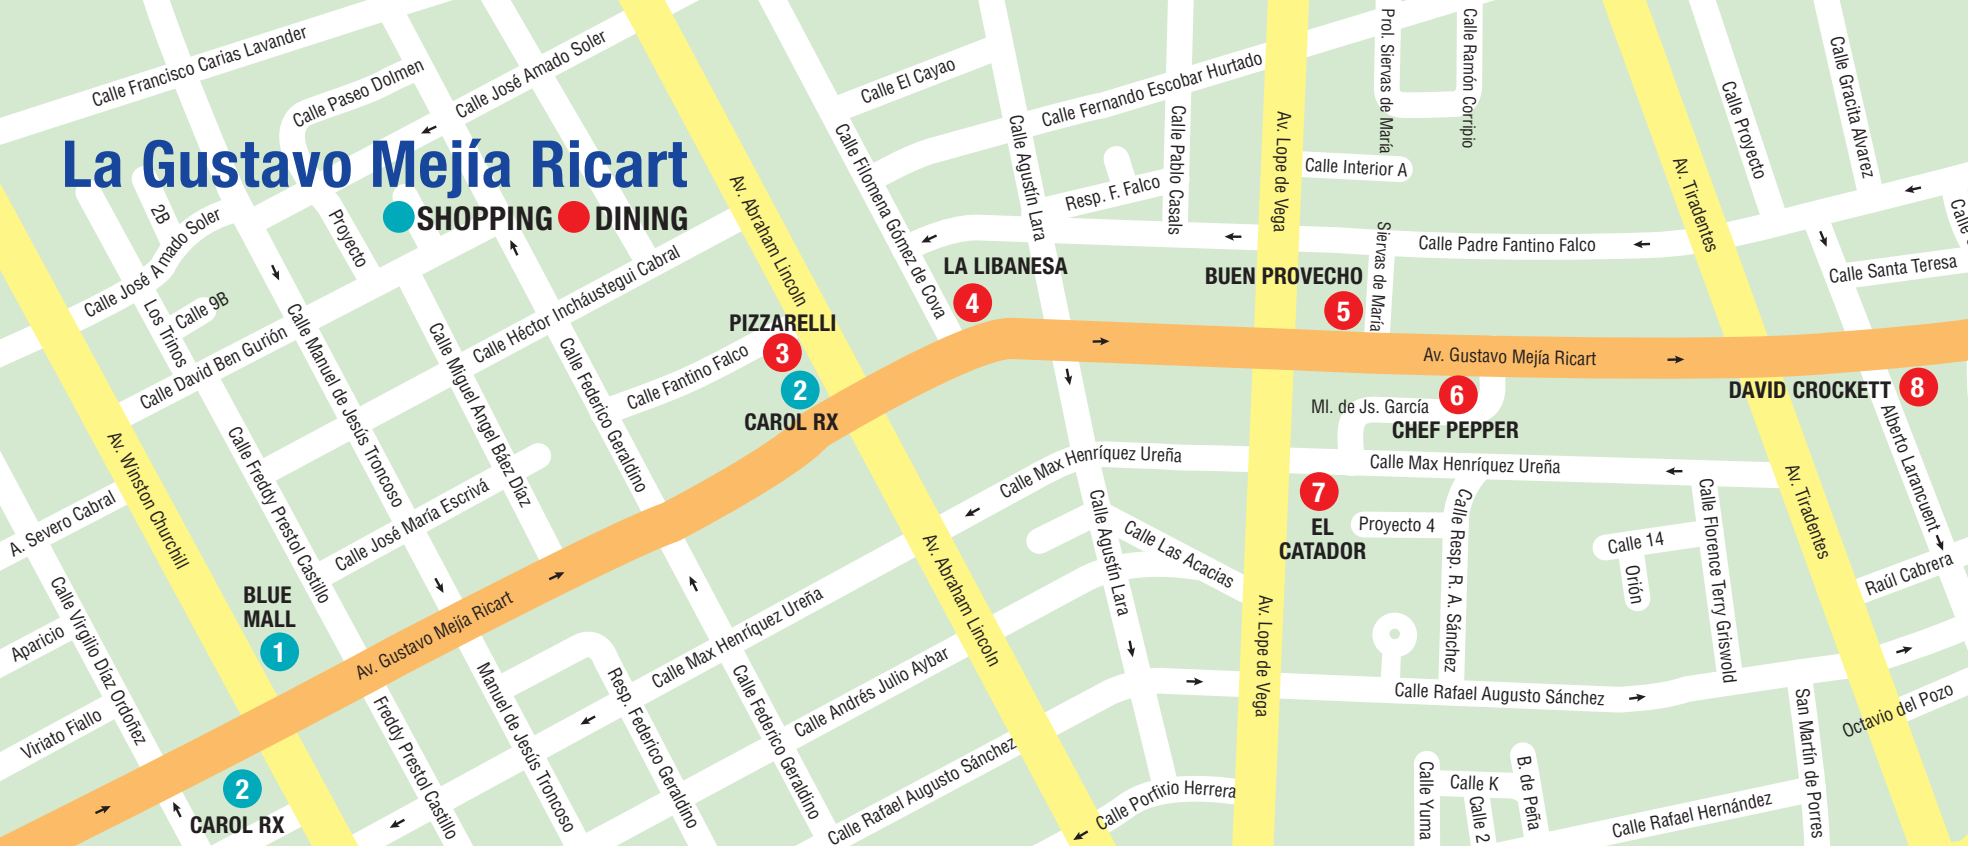 La Gustavo Mejía Ricart
SHOPPING
DINING
Calle Francisco Carias Lavander
Calle Paseo Dolmen
Calle José Amado Soler
2B
Proyecto
Calle José Amado Soler
Los Trinos
Calle 9B
Calle David Ben Gurión
Calle Manuel de Jesús Troncoso
Calle Héctor Incháustegui Cabral
Calle Miguel Angel Báez Díaz
Calle Federico Geraldino
Calle Fantino Falco
Av. Abraham Lincoln
PIZZARELLI
3
2
CAROL RX
Av. Winston Churchill
A. Severo Cabral
Calle Freddy Prestol Castillo
Calle José María Escrivá
Calle Virgilio Díaz Ordoñez
Aparicio
Viriato Fiallo
BLUE
MALL
1
2
CAROL RX
Av. Gustavo Mejía Ricart
Freddy Prestol Castillo
Manuel de Jesús Troncoso
Resp. Federico Geraldino
Calle Max Henríquez Ureña
Calle Federico Geraldino
Calle Andrés Julio Aybar
Calle Rafael Augusto Sánchez
Av. Abraham Lincoln
Calle El Cayao
Calle Filomena Gómez de Cova
Calle Agustín Lara
Calle Fernando Escobar Hurtado
Calle Pablo Casals
Resp. F. Falco
LA LIBANESA
4
Av. Lope de Vega
Prol. Siervas de María
Calle Ramón Corripio
Calle Interior A
Siervas de María
Calle Padre Fantino Falco
BUEN PROVECHO
5
Av. Gustavo Mejía Ricart
Av. Tiradentes
Calle Proyecto
Calle Gracita Alvarez
Calle
Calle Santa Teresa
DAVID CROCKETT
8
6
Ml. de Js. García
CHEF PEPPER
Calle Max Henríquez Ureña
Calle Max Henríquez Ureña
7
EL
CATADOR
Proyecto 4
Calle Resp. R. A. Sánchez
Calle Agustín Lara
Calle Las Acacias
Calle 14
Orión
Calle Florence Terry Griswold
Av. Tiradentes
Alberto Larancuent
Raúl Cabrera
Av. Lope de Vega
Calle Rafael Augusto Sánchez
Octavio del Pozo
San Martín de Porres
Calle Porfirio Herrera
Calle Yuma
Calle K
Calle 2
B. de Peña
Calle Rafael Hernández